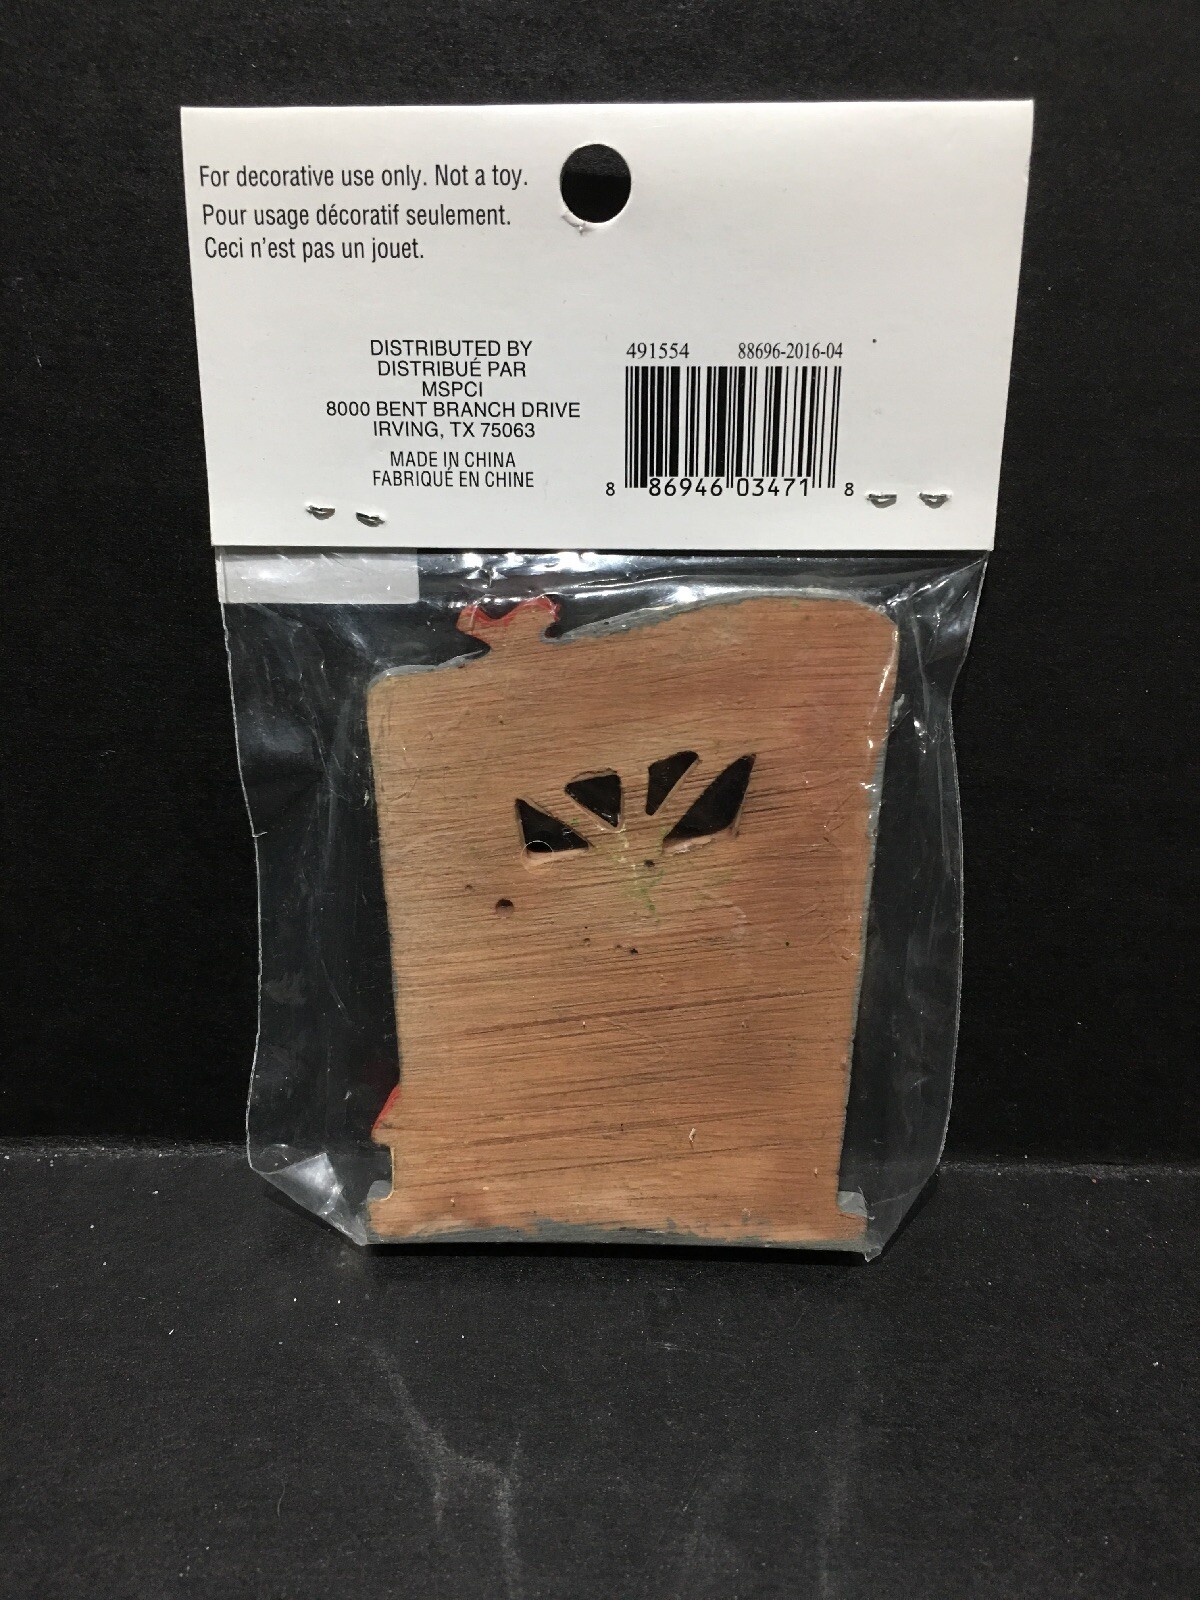 For decorative use only. Not a toy.
Pour usage décoratif seulement.
Ceci n'est pas un jouet.
DISTRIBUTED BY
DISTRIBUÉ PAR
MSPCI
8000 BENT BRANCH DRIVE
IRVING, TX 75063
MADE IN CHINA
FABRIQUÉ EN CHINE
491554 88696-2016-04
8 86946 03471 8